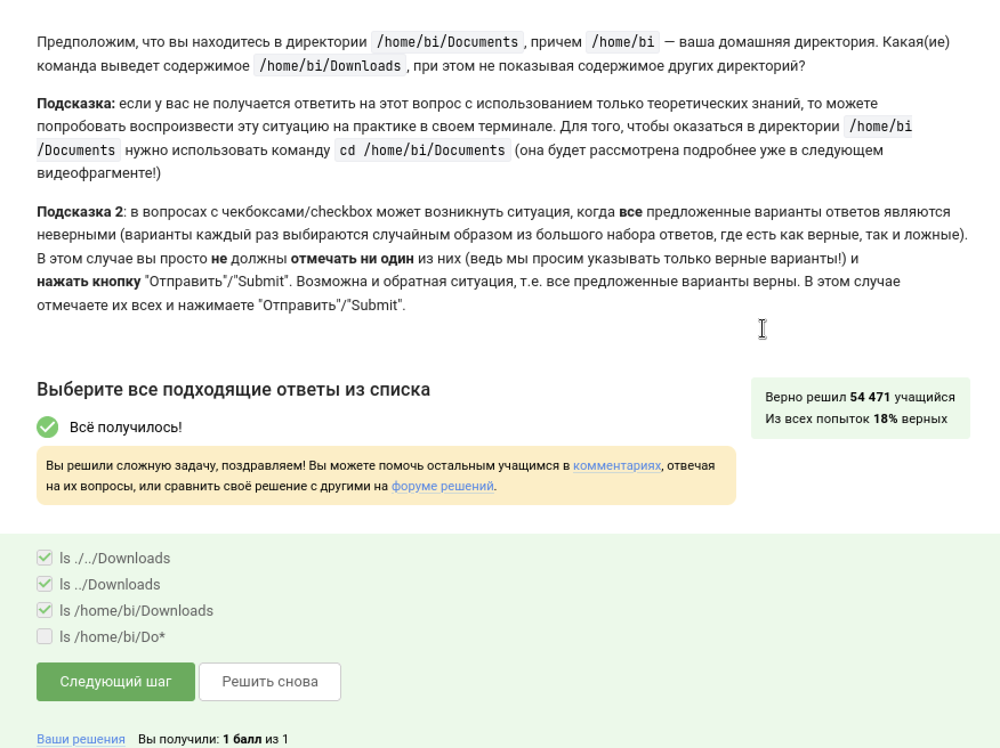 Предположим, что вы находитесь в директории /home/bi/Documents, причем /home/bi — ваша домашняя директория. Какая(ие)
команда выведет содержимое /home/bi/Downloads, при этом не показывая содержимое других директорий?
Подсказка: если у вас не получается ответить на этот вопрос с использованием только теоретических знаний, то можете
попробовать воспроизвести эту ситуацию на практике в своем терминале. Для того, чтобы оказаться в директории /home/bi
/Documents нужно использовать команду cd /home/bi/Documents (она будет рассмотрена подробнее уже в следующем
видеофрагменте!)
Подсказка 2: в вопросах с чекбоксами/checkbox может возникнуть ситуация, когда все предложенные варианты ответов являются
неверными (варианты каждый раз выбираются случайным образом из большого набора ответов, где есть как верные, так и ложные).
В этом случае вы просто не должны отмечать ни один из них (ведь мы просим указывать только верные варианты!) и
нажать кнопку "Отправить"/"Submit". Возможна и обратная ситуация, т.е. все предложенные варианты верны. В этом случае
отмечаете их всех и нажимаете "Отправить"/"Submit".
Выберите все подходящие ответы из списка
Верно решил 54 471 учащийся
Из всех попыток 18% верных
Всё получилось!
Вы решили сложную задачу, поздравляем! Вы можете помочь остальным учащимся в комментариях, отвечая
на их вопросы, или сравнить своё решение с другими на форуме решений.
ls ./../Downloads
ls ../Downloads
ls /home/bi/Downloads
ls /home/bi/Do*
Следующий шаг
Решить снова
Ваши решения Вы получили: 1 балл из 1